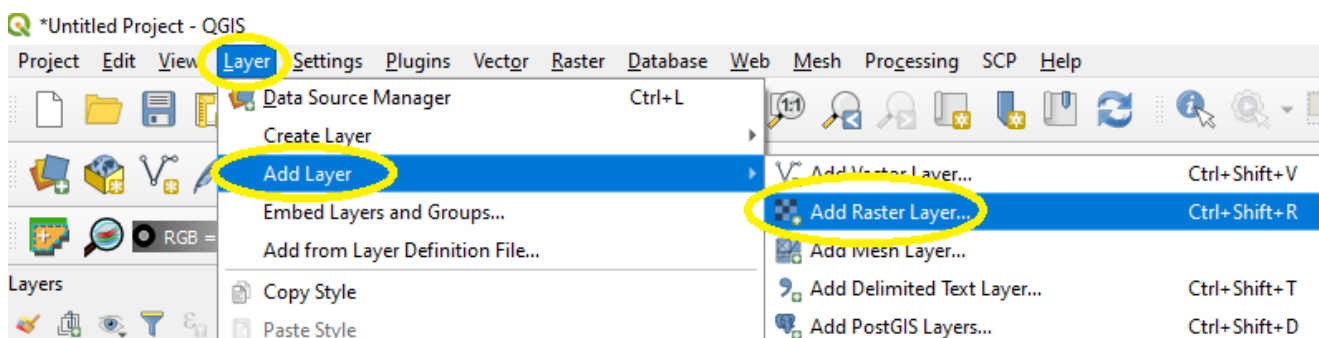 *Untitled Project - QGIS
Project Edit View Layer Settings Plugins Vector Raster Database Web Mesh Processing SCP Help
Data Source Manager Ctrl+L
1:1
Create Layer
Add Layer
Add Vector Layer... Ctrl+Shift+V
Embed Layers and Groups...
Add Raster Layer... Ctrl+Shift+R
RGB =
Add from Layer Definition File...
Add Mesh Layer...
Layers
Copy Style
Add Delimited Text Layer... Ctrl+Shift+T
Paste Style
Add PostGIS Layers... Ctrl+Shift+D